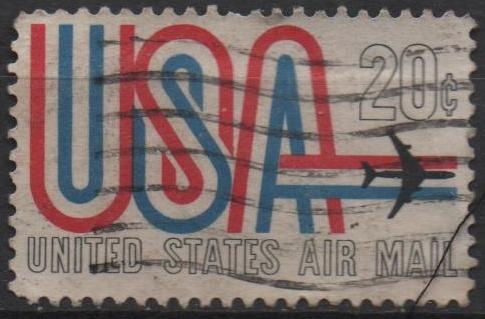 USA
20¢
UNITED STATES AIR MAIL